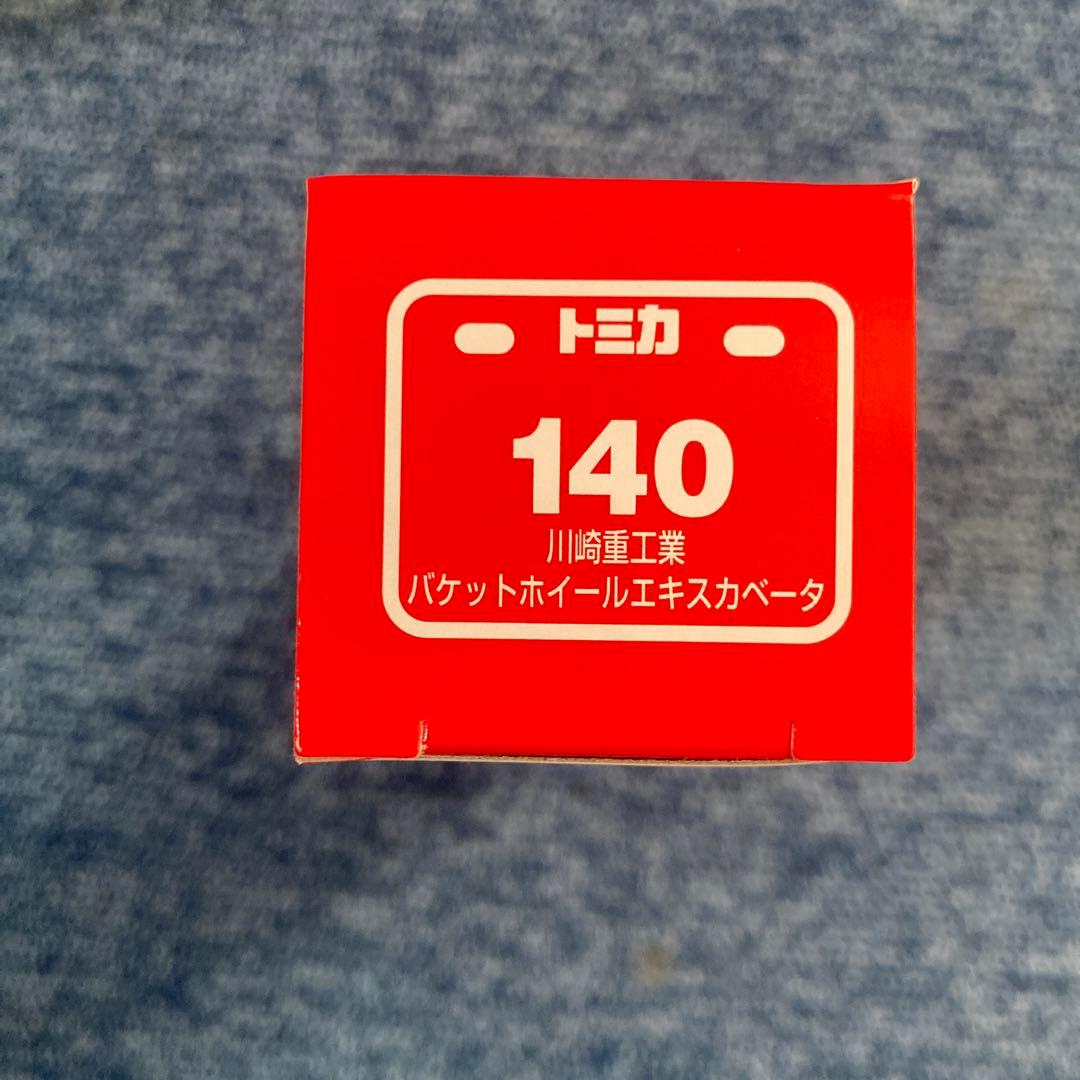 トミカ
140
川崎重工業
バケットホイールエキスカベータ